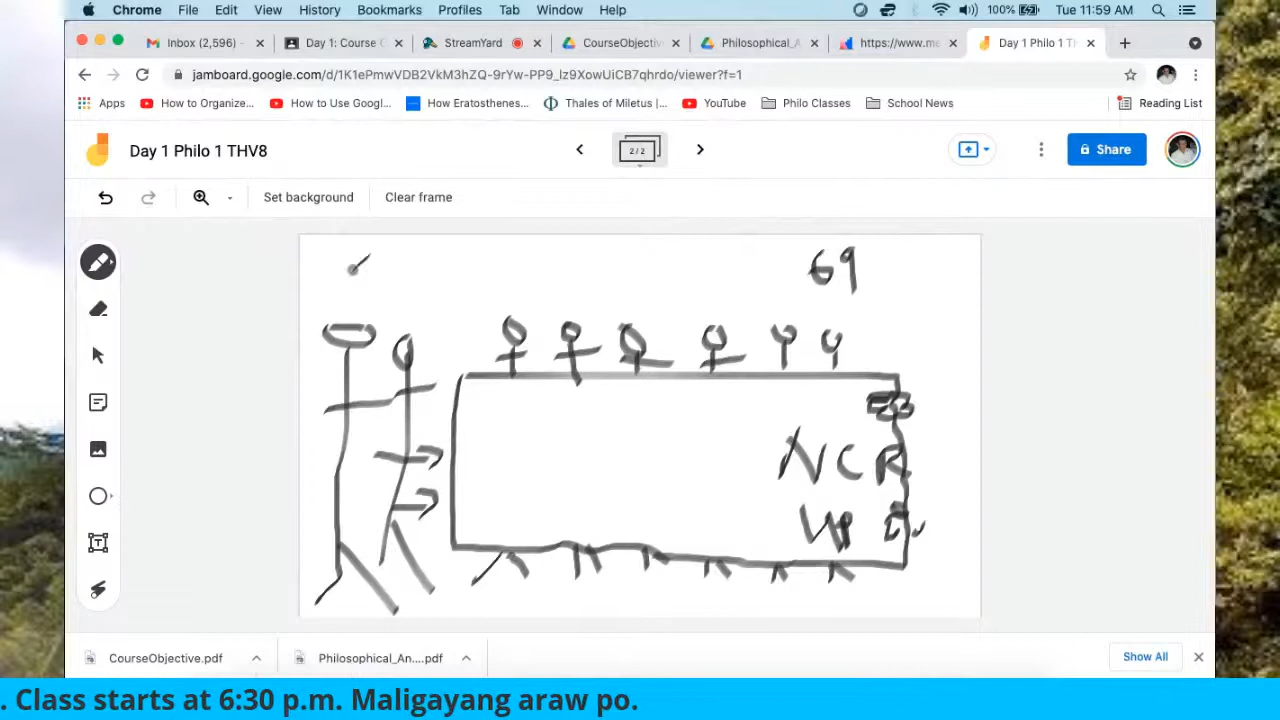 Chrome File Edit View History Bookmarks Profiles Tab Window Help 100% Tue 11:59 AM
Inbox (2,596) - Day 1: Course StreamYard CourseObjectiv Philosophical_A https://www.me Day 1 Philo 1 TH
jamboard.google.com/d/1K1ePmwVDB2VkM3hZQ-9rYw-PP9_lz9XowUiCB7qhrdo/viewer?f=1
Apps How to Organize... How to Use Googl... How Eratosthenes... Thales of Miletus |... YouTube Philo Classes School News Reading List
Day 1 Philo 1 THV8 2/2 Share
Set background Clear frame
69
NCR
UP
CourseObjective.pdf Philosophical_An....pdf Show All
. Class starts at 6:30 p.m. Maligayang araw po.